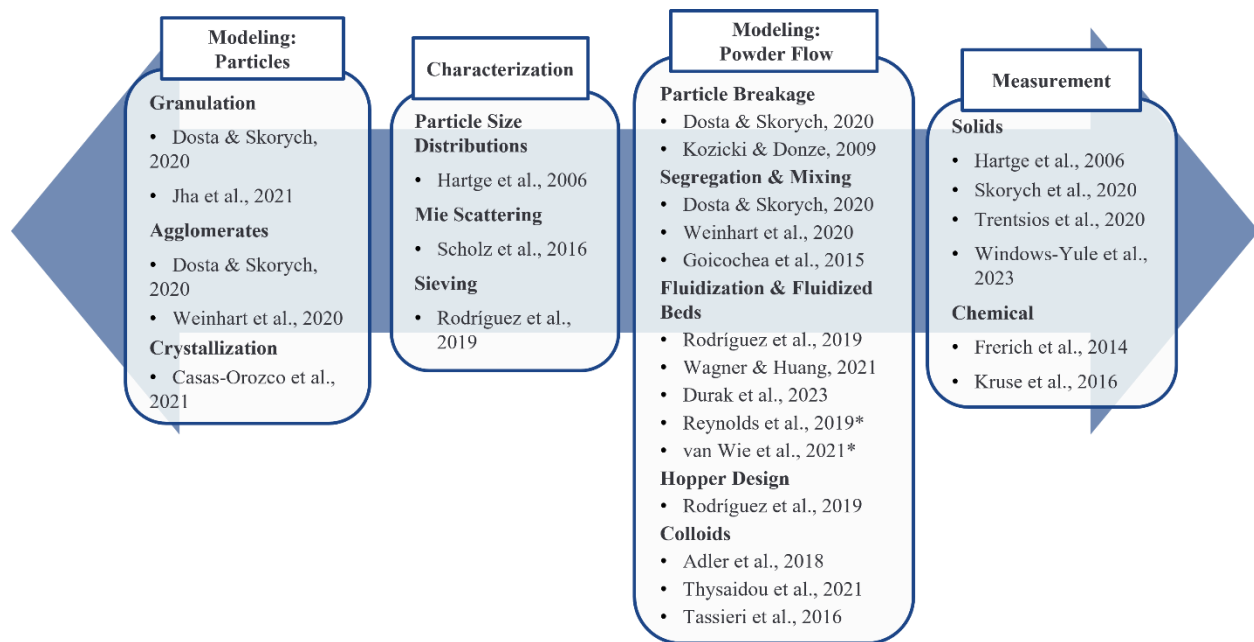 Modeling:
Particles
Granulation
• Dosta & Skorych,
2020
• Jha et al., 2021
Agglomerates
• Dosta & Skorych,
2020
• Weinhart et al., 2020
Crystallization
• Casas-Orozco et al.,
2021
Characterization
Particle Size
Distributions
• Hartge et al., 2006
Mie Scattering
• Scholz et al., 2016
Sieving
• Rodríguez et al.,
2019
Modeling:
Powder Flow
Particle Breakage
• Dosta & Skorych, 2020
• Kozicki & Donze, 2009
Segregation & Mixing
• Dosta & Skorych, 2020
• Weinhart et al., 2020
• Goicochea et al., 2015
Fluidization & Fluidized
Beds
• Rodríguez et al., 2019
• Wagner & Huang, 2021
• Durak et al., 2023
• Reynolds et al., 2019*
• van Wie et al., 2021*
Hopper Design
• Rodríguez et al., 2019
Colloids
• Adler et al., 2018
• Thysaidou et al., 2021
• Tassieri et al., 2016
Measurement
Solids
• Hartge et al., 2006
• Skorych et al., 2020
• Trentsios et al., 2020
• Windows-Yule et al.,
2023
Chemical
• Frerich et al., 2014
• Kruse et al., 2016